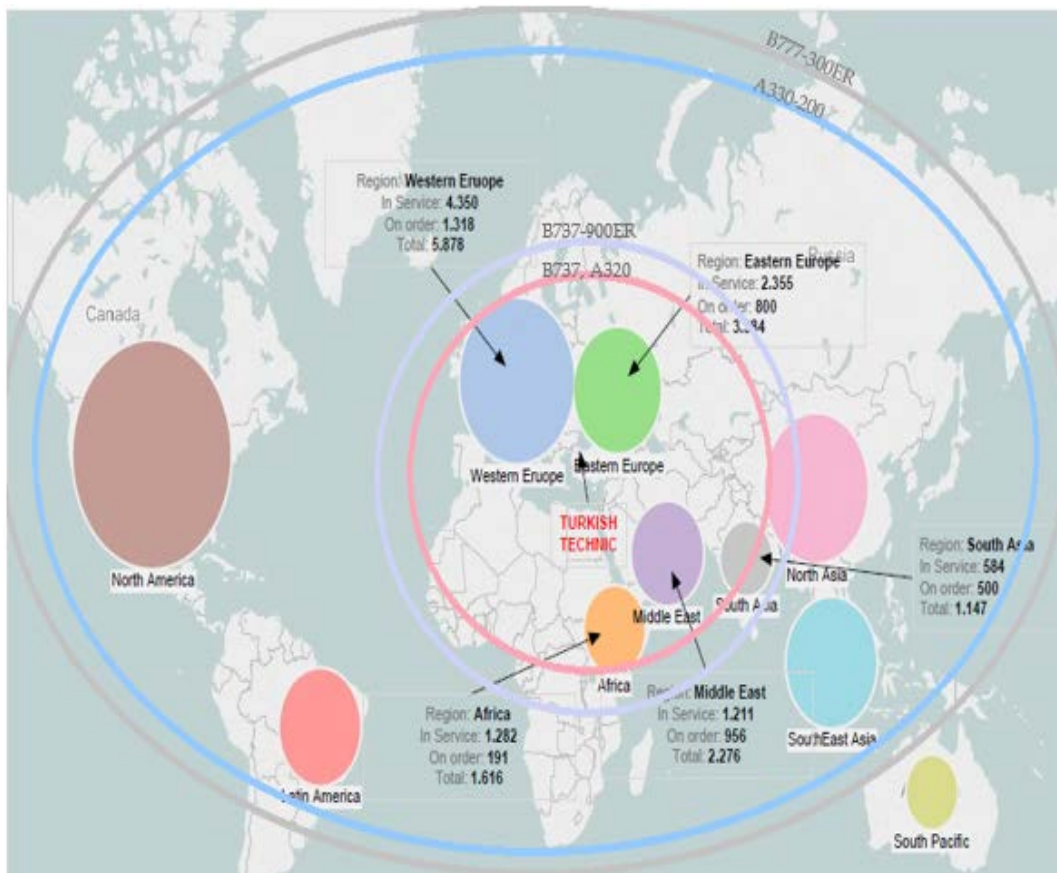 B777-300ER
A330-200
Region: Western Eruope
In Service: 4.350
On order: 1.318
Total: 5.878
B737-900ER
B737, A320
Region: Eastern Europe
In Service: 2.355
On order: 800
Total:
Russia
Canada
Western Eruope
Eastern Europe
TURKISH
TECHNIC
North America
Middle East
South Asia
North Asia
Region: South Asia
In Service: 584
On order: 500
Total: 1.147
Africa
Region: Africa
In Service: 1.282
On order: 191
Total: 1.616
Region: Middle East
In Service: 1.211
On order: 956
Total: 2.276
SouthEast Asia
Latin America
South Pacific